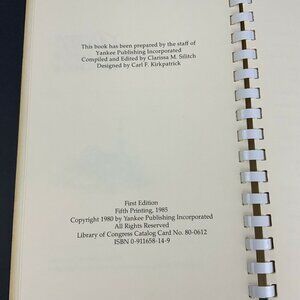 This book has been prepared by the staff of
Yankee Publishing Incorporated
Compiled and Edited by Clarissa M. Silitch
Designed by Carl F. Kirkpatrick
First Edition
Fifth Printing, 1985
Copyright 1980 by Yankee Publishing Incorporated
All Rights Reserved
Library of Congress Catalog Card No. 80-0612
ISBN 0-911658-14-9